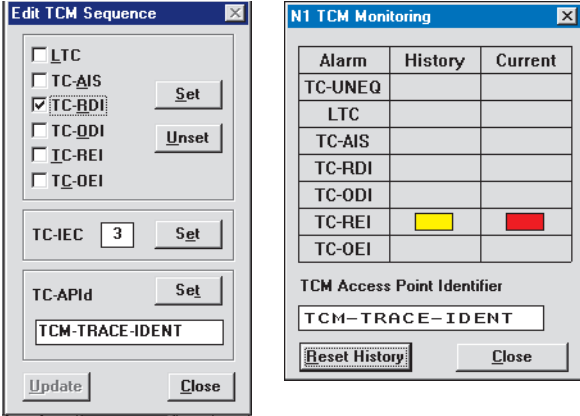 Edit TCM Sequence
LTC
TC-AIS
TC-RDI
TC-ODI
TC-REI
TC-OEI
Set
Unset
TC-IEC 3 Set
TC-APId Set
TCM-TRACE-IDENT
Update Close
N1 TCM Monitoring
Alarm History Current
TC-UNEQ
LTC
TC-AIS
TC-RDI
TC-ODI
TC-REI
TC-OEI
TCM Access Point Identifier
TCM-TRACE-IDENT
Reset History Close